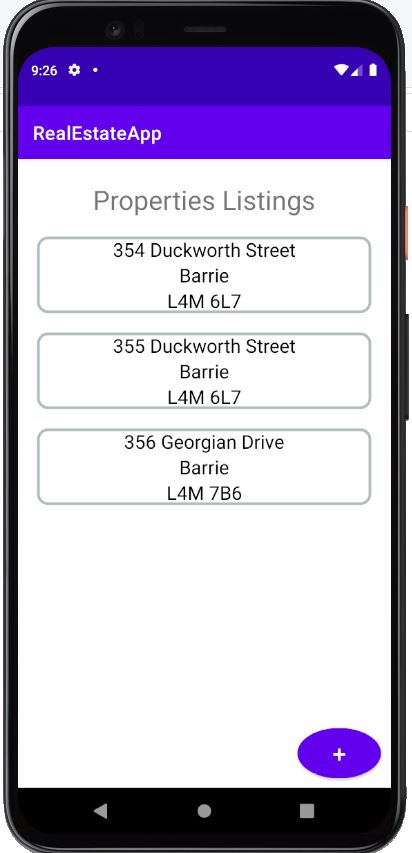 9:26
RealEstateApp
Properties Listings
354 Duckworth Street
Barrie
L4M 6L7
355 Duckworth Street
Barrie
L4M 6L7
356 Georgian Drive
Barrie
L4M 7B6
+